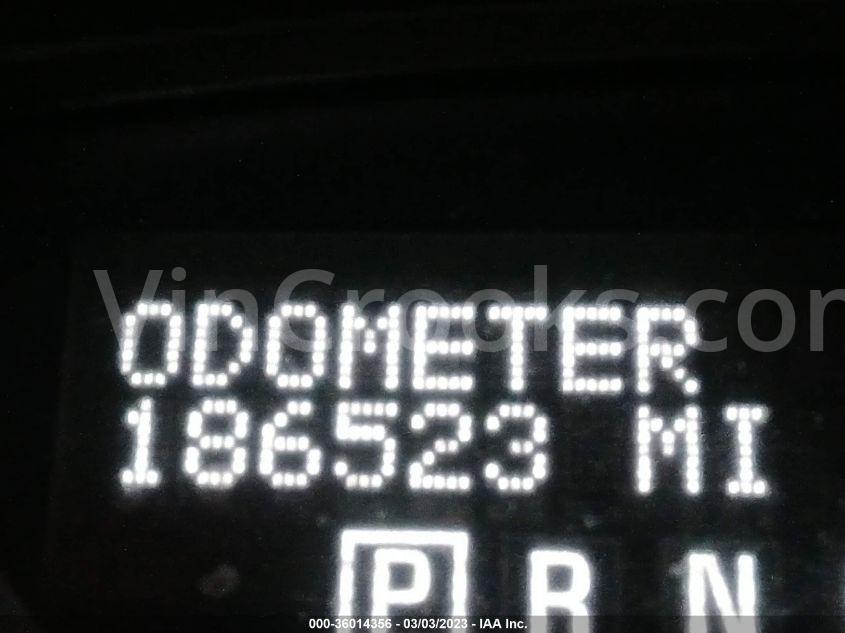 VinCrooks.com
ODOMETER
186523 MI
P R N
000-36014356 - 03/03/2023 - IAA Inc.